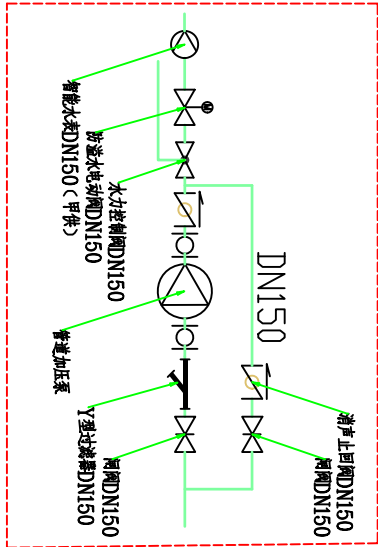 智能水表DN150（甲供）
防溢水电动阀DN150
水力控制阀DN150
M
DN150
管道加压泵
消声止回阀DN150
闸阀DN150
Y型过滤器DN150
闸阀DN150